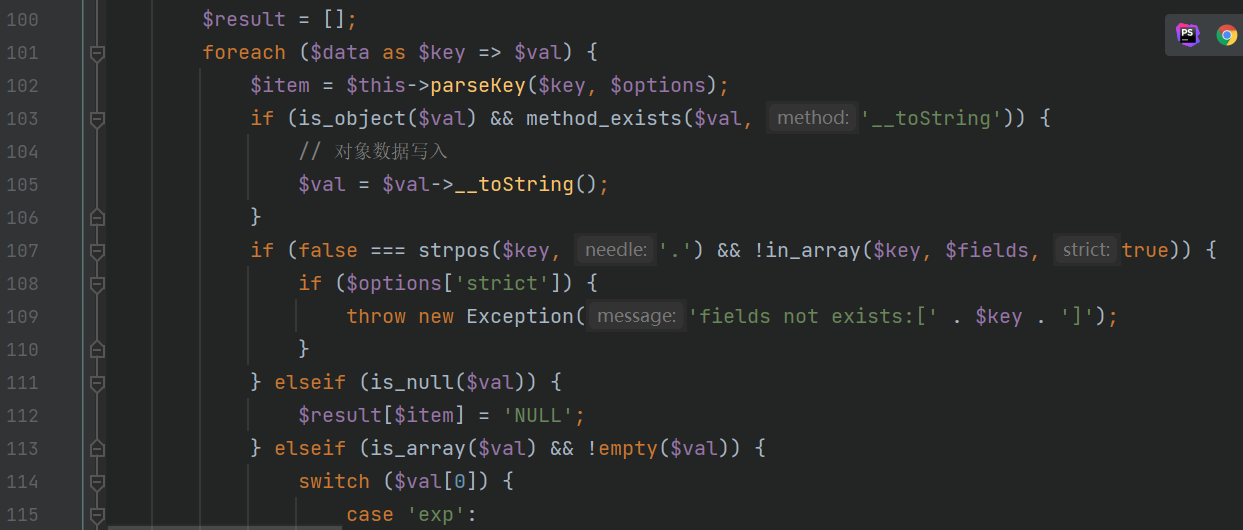 100 $result = [];
101 foreach ($data as $key => $val) {
102 $item = $this->parseKey($key, $options);
103 if (is_object($val) && method_exists($val, method: '__toString')) {
104 // 对象数据写入
105 $val = $val->__toString();
106 }
107 if (false === strpos($key, needle: '.') && !in_array($key, $fields, strict: true)) {
108 if ($options['strict']) {
109 throw new Exception( message: 'fields not exists:[' . $key . ']');
110 }
111 } elseif (is_null($val)) {
112 $result[$item] = 'NULL';
113 } elseif (is_array($val) && !empty($val)) {
114 switch ($val[0]) {
115 case 'exp':
PS